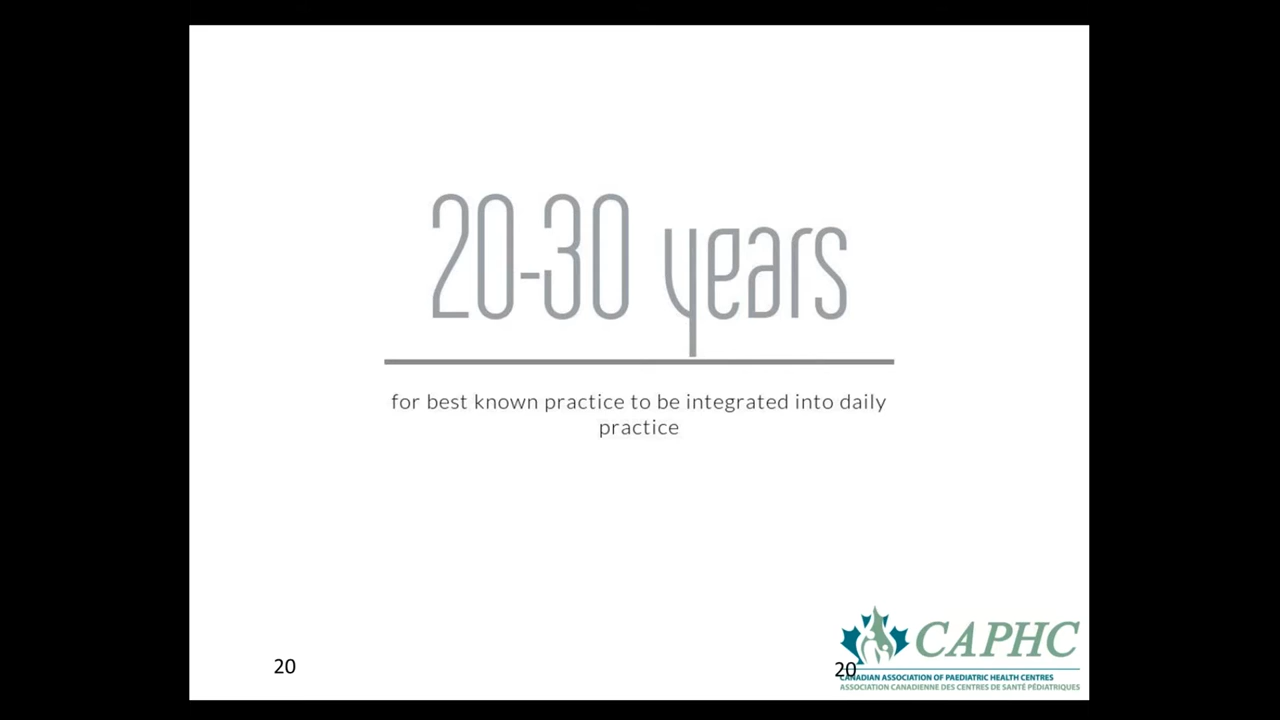 20-30 years
for best known practice to be integrated into daily
practice
20
20
CAPHC
CANADIAN ASSOCIATION OF PAEDIATRIC HEALTH CENTRES
ASSOCIATION CANADIENNE DES CENTRES DE SANTÉ PÉDIATRIQUES